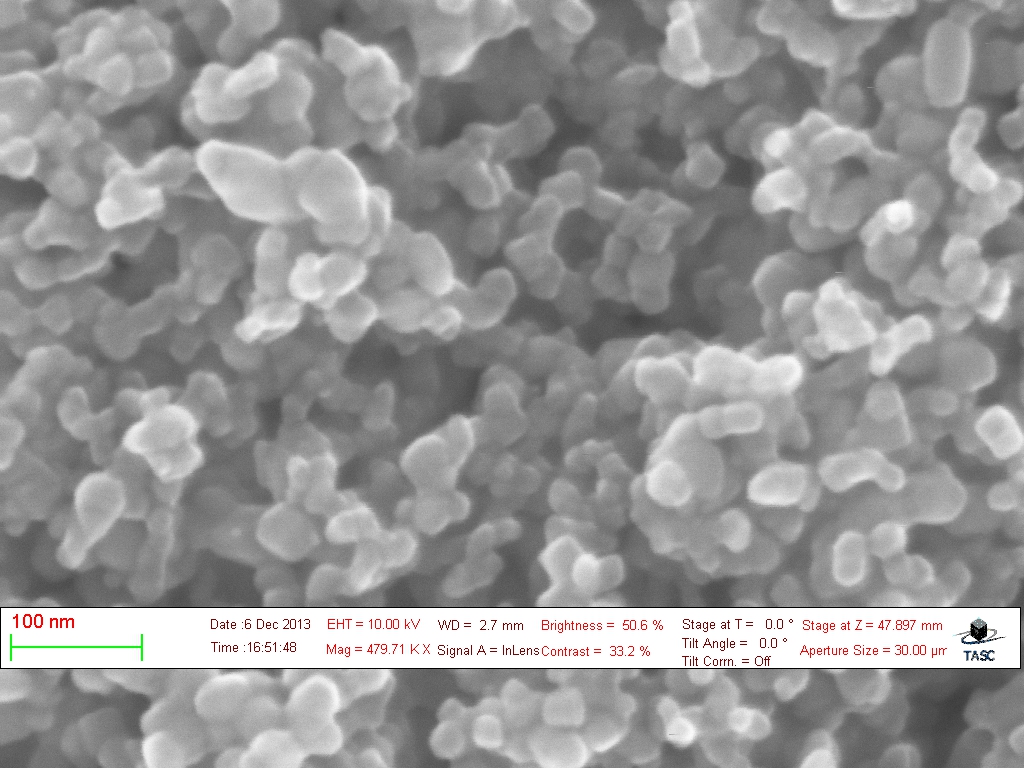 100 nm
Date :6 Dec 2013
Time :16:51:48
EHT = 10.00 kV
Mag = 479.71 K X
WD = 2.7 mm
Signal A = InLens
Brightness = 50.6 %
Contrast = 33.2 %
Stage at T = 0.0 °
Tilt Angle = 0.0 °
Tilt Corrn. = Off
Stage at Z = 47.897 mm
Aperture Size = 30.00 µm
TASC